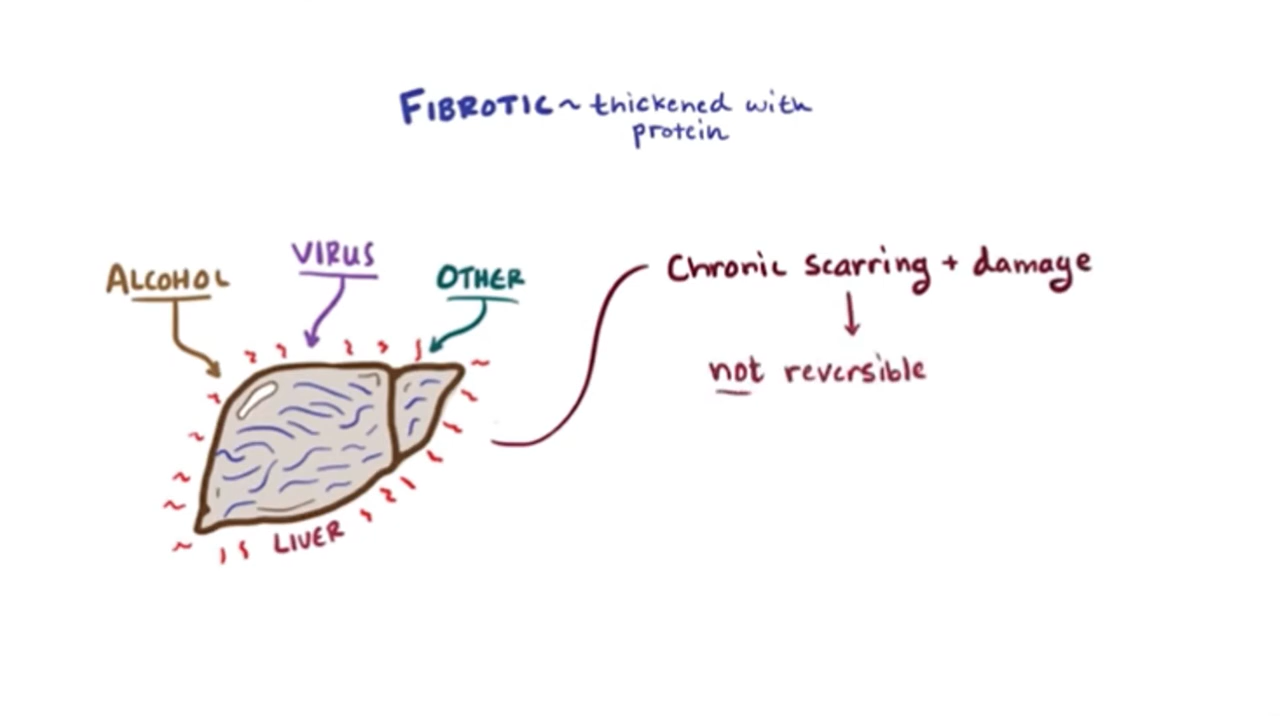 FIBROTIC ~ thickened with
protein
ALCOHOL
VIRUS
OTHER
Chronic scarring + damage
not reversible
LIVER